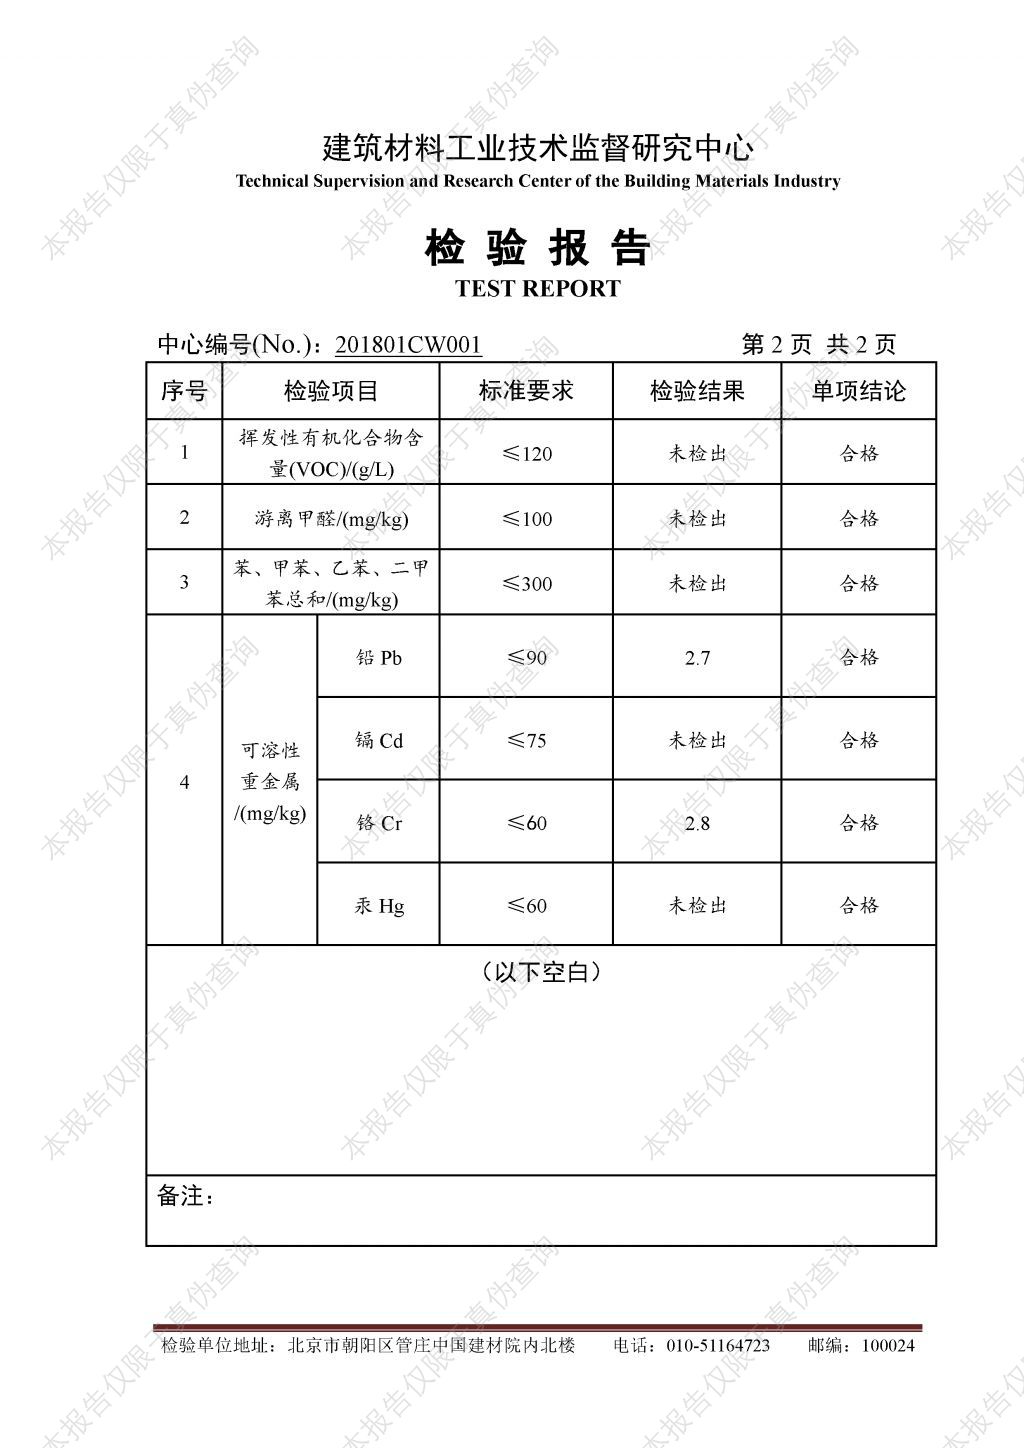 建筑材料工业技术监督研究中心
Technical Supervision and Research Center of the Building Materials Industry
检 验 报 告
TEST REPORT
中心编号(No.)：201801CW001 第 2 页 共 2 页
序号 检验项目 标准要求 检验结果 单项结论
1 挥发性有机化合物含量(VOC)/(g/L) ≤120 未检出 合格
2 游离甲醛/(mg/kg) ≤100 未检出 合格
3 苯、甲苯、乙苯、二甲苯总和/(mg/kg) ≤300 未检出 合格
4 可溶性重金属/(mg/kg) 铅 Pb ≤90 2.7 合格
镉 Cd ≤75 未检出 合格
铬 Cr ≤60 2.8 合格
汞 Hg ≤60 未检出 合格
（以下空白）
备注：
检验单位地址：北京市朝阳区管庄中国建材院内北楼 电话：010-51164723 邮编：100024
本报告仅限于真伪查询